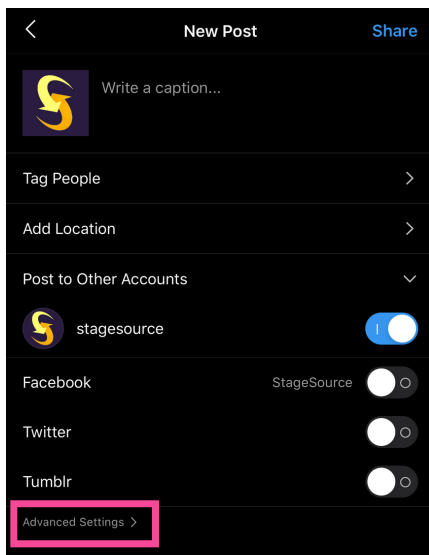 New Post
Share
Write a caption...
Tag People
Add Location
Post to Other Accounts
stagesource
Facebook
StageSource
Twitter
Tumblr
Advanced Settings